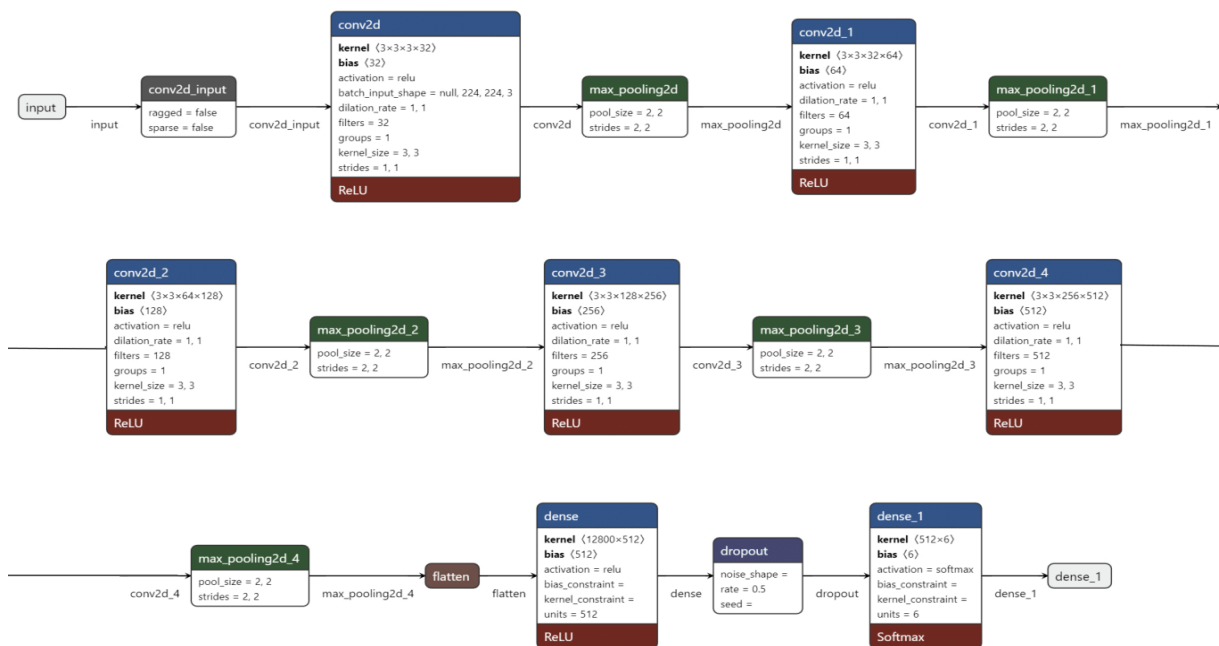 input
input
conv2d_input
ragged = false
sparse = false
conv2d_input
conv2d
kernel ⟨3×3×3×32⟩
bias ⟨32⟩
activation = relu
batch_input_shape = null, 224, 224, 3
dilation_rate = 1, 1
filters = 32
groups = 1
kernel_size = 3, 3
strides = 1, 1
ReLU
conv2d
max_pooling2d
pool_size = 2, 2
strides = 2, 2
max_pooling2d
conv2d_1
kernel ⟨3×3×32×64⟩
bias ⟨64⟩
activation = relu
dilation_rate = 1, 1
filters = 64
groups = 1
kernel_size = 3, 3
strides = 1, 1
ReLU
conv2d_1
max_pooling2d_1
pool_size = 2, 2
strides = 2, 2
max_pooling2d_1
conv2d_2
kernel ⟨3×3×64×128⟩
bias ⟨128⟩
activation = relu
dilation_rate = 1, 1
filters = 128
groups = 1
kernel_size = 3, 3
strides = 1, 1
ReLU
conv2d_2
max_pooling2d_2
pool_size = 2, 2
strides = 2, 2
max_pooling2d_2
conv2d_3
kernel ⟨3×3×128×256⟩
bias ⟨256⟩
activation = relu
dilation_rate = 1, 1
filters = 256
groups = 1
kernel_size = 3, 3
strides = 1, 1
ReLU
conv2d_3
max_pooling2d_3
pool_size = 2, 2
strides = 2, 2
max_pooling2d_3
conv2d_4
kernel ⟨3×3×256×512⟩
bias ⟨512⟩
activation = relu
dilation_rate = 1, 1
filters = 512
groups = 1
kernel_size = 3, 3
strides = 1, 1
ReLU
conv2d_4
max_pooling2d_4
pool_size = 2, 2
strides = 2, 2
max_pooling2d_4
flatten
flatten
dense
kernel ⟨12800×512⟩
bias ⟨512⟩
activation = relu
bias_constraint =
kernel_constraint =
units = 512
ReLU
dense
dropout
noise_shape =
rate = 0.5
seed =
dropout
dense_1
kernel ⟨512×6⟩
bias ⟨6⟩
activation = softmax
bias_constraint =
kernel_constraint =
units = 6
Softmax
dense_1
dense_1